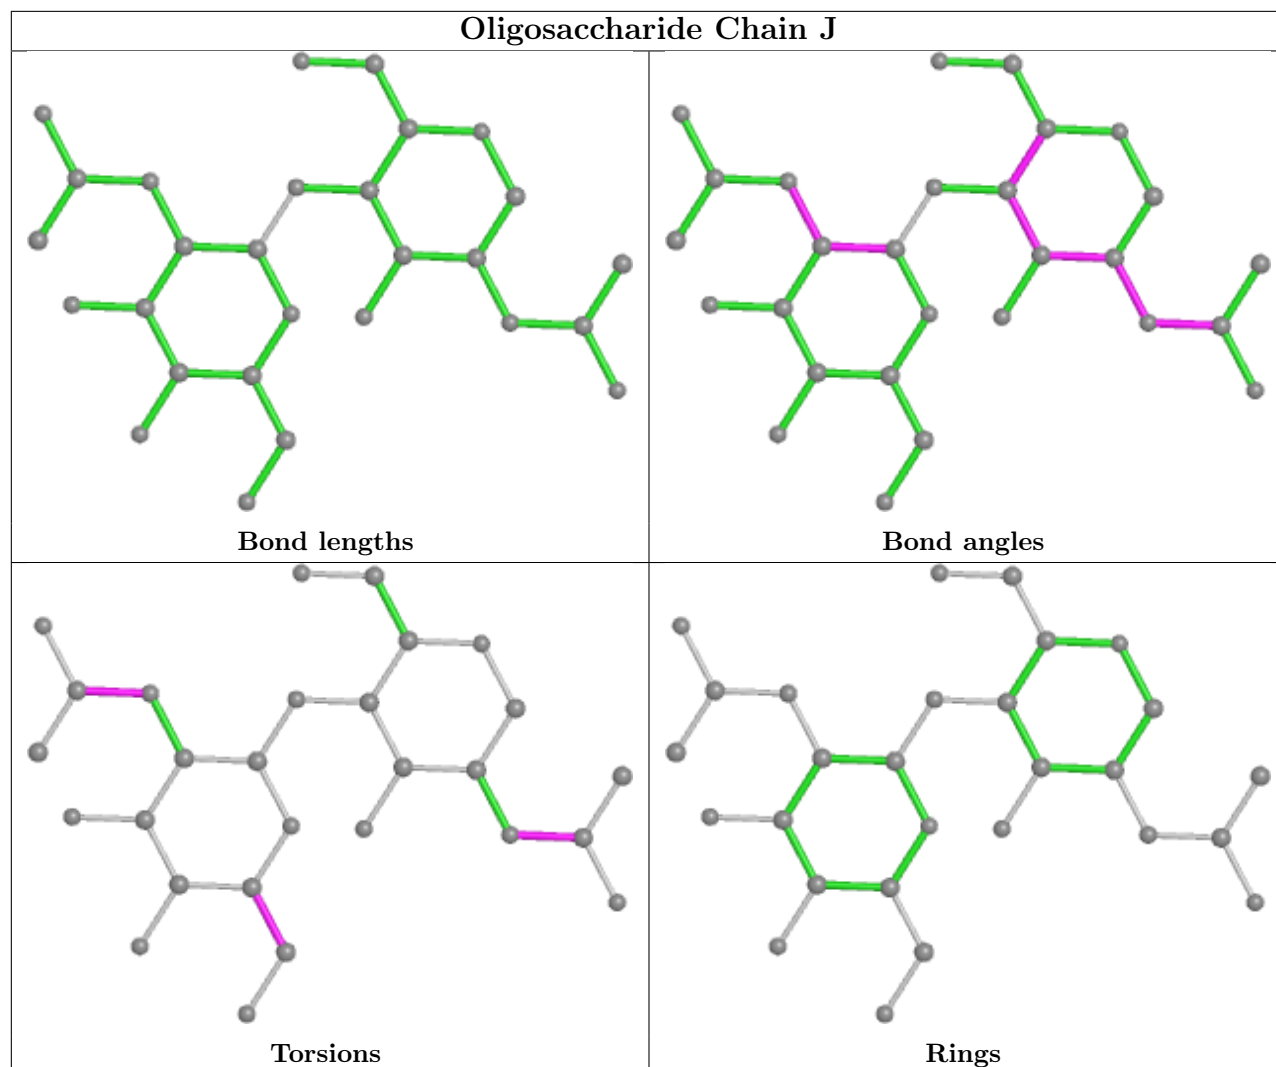 Oligosaccharide Chain J
Bond lengths
Bond angles
Torsions
Rings